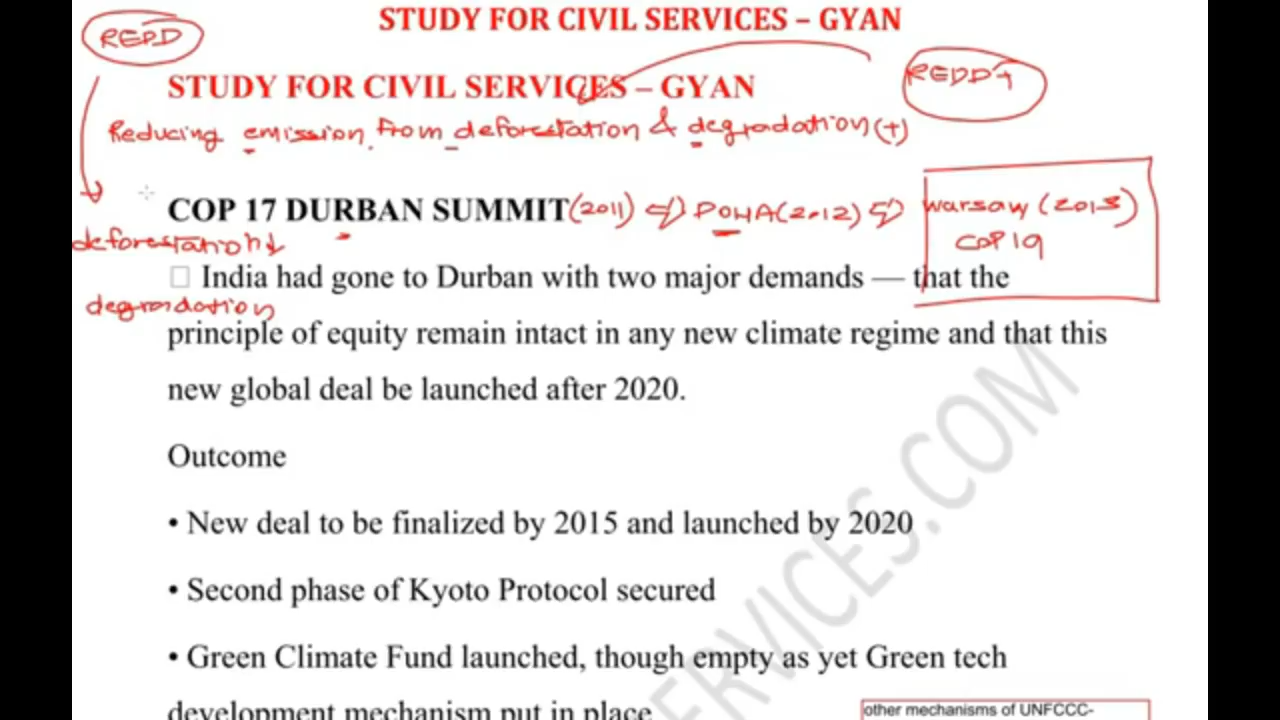 STUDY FOR CIVIL SERVICES – GYAN
REDD
STUDY FOR CIVIL SERVICES – GYAN
REDD+
Reducing emission from deforestation & degradation (+)
COP 17 DURBAN SUMMIT (2011) ⇨ DOHA (2012) ⇨ Warsaw (2013)
COP 19
deforestation↓
India had gone to Durban with two major demands — that the
degradation
principle of equity remain intact in any new climate regime and that this
new global deal be launched after 2020.
Outcome
• New deal to be finalized by 2015 and launched by 2020
• Second phase of Kyoto Protocol secured
• Green Climate Fund launched, though empty as yet Green tech
development mechanism put in place
other mechanisms of UNFCCC-
ERVICES.COM